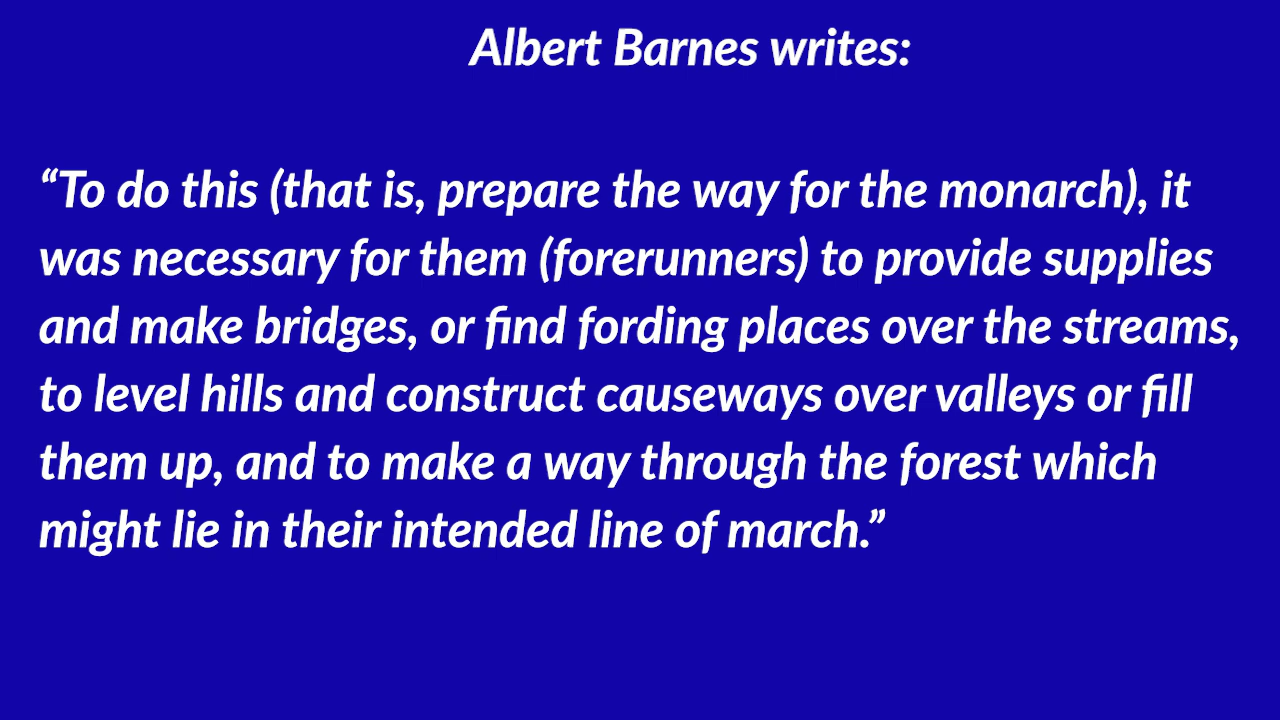 Albert Barnes writes:
“To do this (that is, prepare the way for the monarch), it
was necessary for them (forerunners) to provide supplies
and make bridges, or find fording places over the streams,
to level hills and construct causeways over valleys or fill
them up, and to make a way through the forest which
might lie in their intended line of march.”